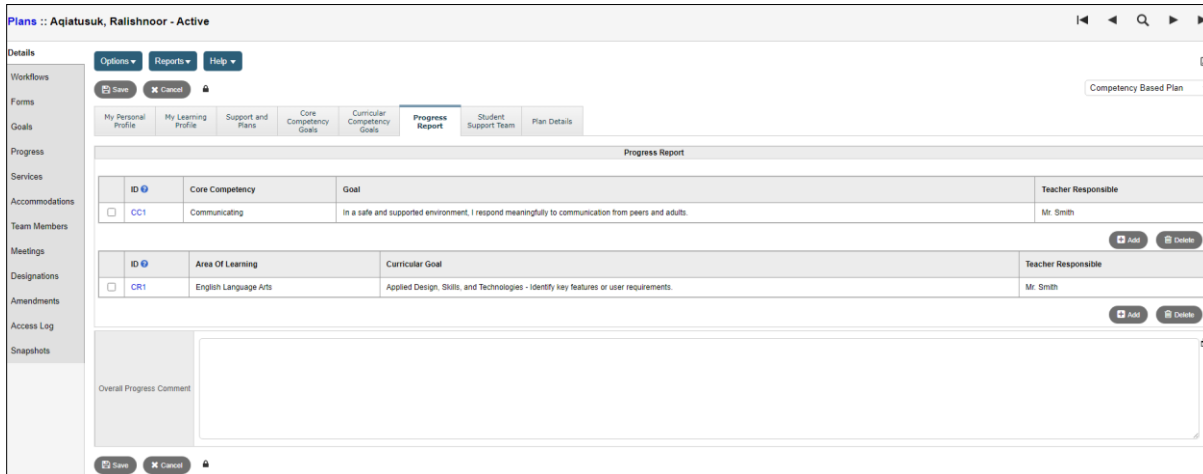 Plans :: Aqiatusuk, Ralishnoor - Active
Details
Workflows
Forms
Goals
Progress
Services
Accommodations
Team Members
Meetings
Designations
Amendments
Access Log
Snapshots
Options Reports Help
Save Cancel
Competency Based Plan
My Personal Profile
My Learning Profile
Support and Plans
Core Competency Goals
Curricular Competency Goals
Progress Report
Student Support Team
Plan Details
Progress Report
ID Core Competency Goal Teacher Responsible
CC1 Communicating In a safe and supported environment, I respond meaningfully to communication from peers and adults. Mr. Smith
Add Delete
ID Area Of Learning Curricular Goal Teacher Responsible
CR1 English Language Arts Applied Design, Skills, and Technologies - Identify key features or user requirements. Mr. Smith
Add Delete
Overall Progress Comment
Save Cancel